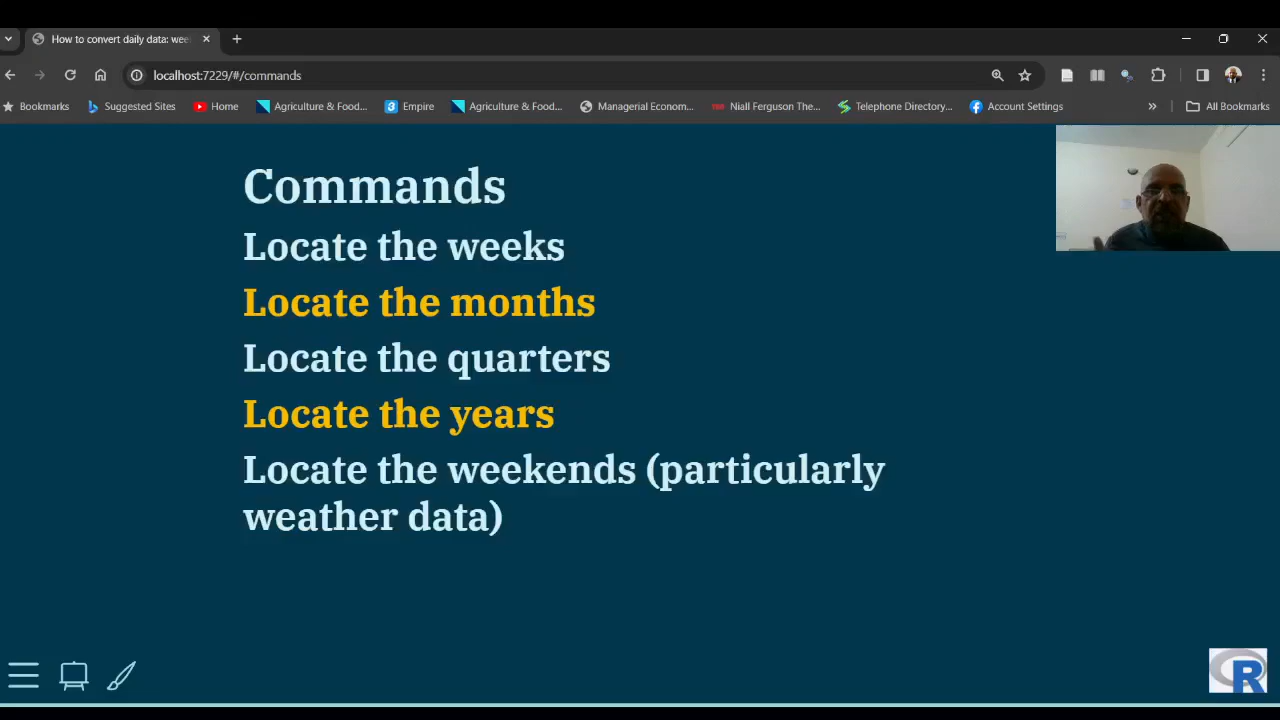 How to convert daily data: wee
localhost:7229/#/commands
Bookmarks
Suggested Sites
Home
Agriculture & Food...
Empire
Agriculture & Food...
Managerial Econom...
Niall Ferguson The...
Telephone Directory...
Account Settings
»
All Bookmarks
Commands
Locate the weeks
Locate the months
Locate the quarters
Locate the years
Locate the weekends (particularly
weather data)
R